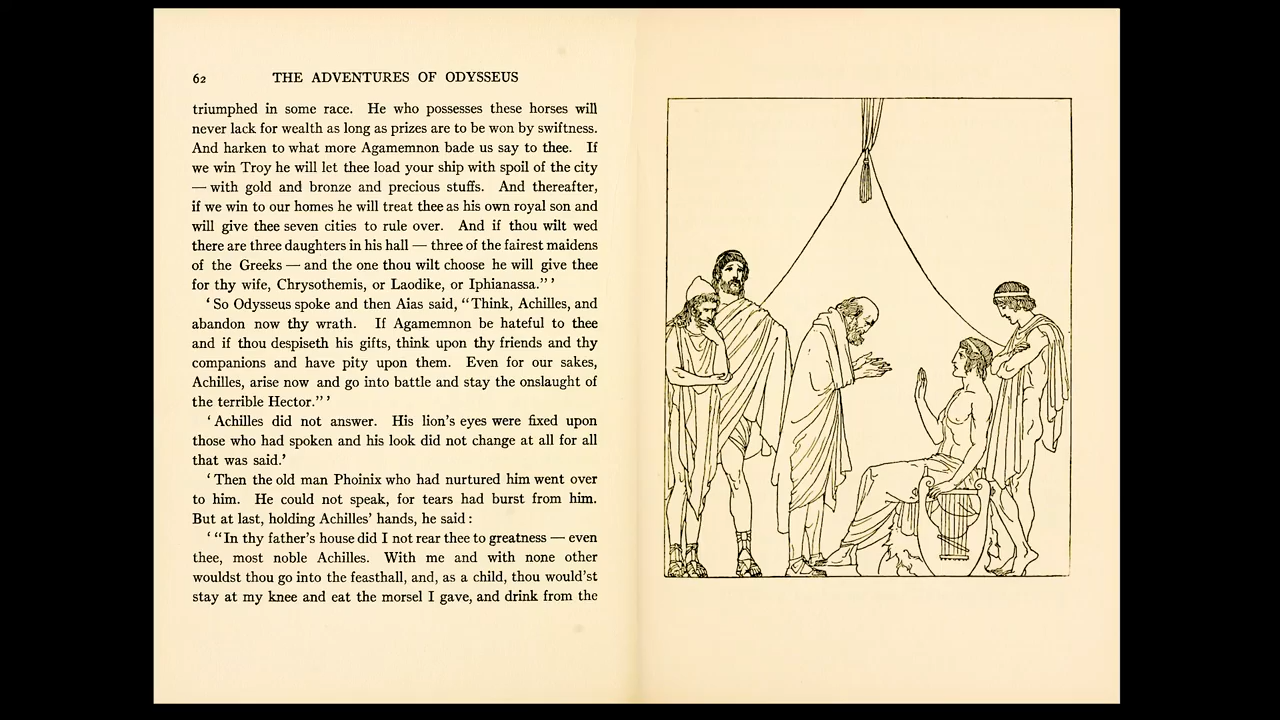 62 THE ADVENTURES OF ODYSSEUS
triumphed in some race. He who possesses these horses will
never lack for wealth as long as prizes are to be won by swiftness.
And harken to what more Agamemnon bade us say to thee. If
we win Troy he will let thee load your ship with spoil of the city
— with gold and bronze and precious stuffs. And thereafter,
if we win to our homes he will treat thee as his own royal son and
will give thee seven cities to rule over. And if thou wilt wed
there are three daughters in his hall — three of the fairest maidens
of the Greeks — and the one thou wilt choose he will give thee
for thy wife, Chrysothemis, or Laodike, or Iphianassa.” ’
‘ So Odysseus spoke and then Aias said, “Think, Achilles, and
abandon now thy wrath. If Agamemnon be hateful to thee
and if thou despiseth his gifts, think upon thy friends and thy
companions and have pity upon them. Even for our sakes,
Achilles, arise now and go into battle and stay the onslaught of
the terrible Hector.” ’
‘ Achilles did not answer. His lion’s eyes were fixed upon
those who had spoken and his look did not change at all for all
that was said.’
‘ Then the old man Phoinix who had nurtured him went over
to him. He could not speak, for tears had burst from him.
But at last, holding Achilles’ hands, he said :
‘ “In thy father’s house did I not rear thee to greatness — even
thee, most noble Achilles. With me and with none other
wouldst thou go into the feasthall, and, as a child, thou would’st
stay at my knee and eat the morsel I gave, and drink from the